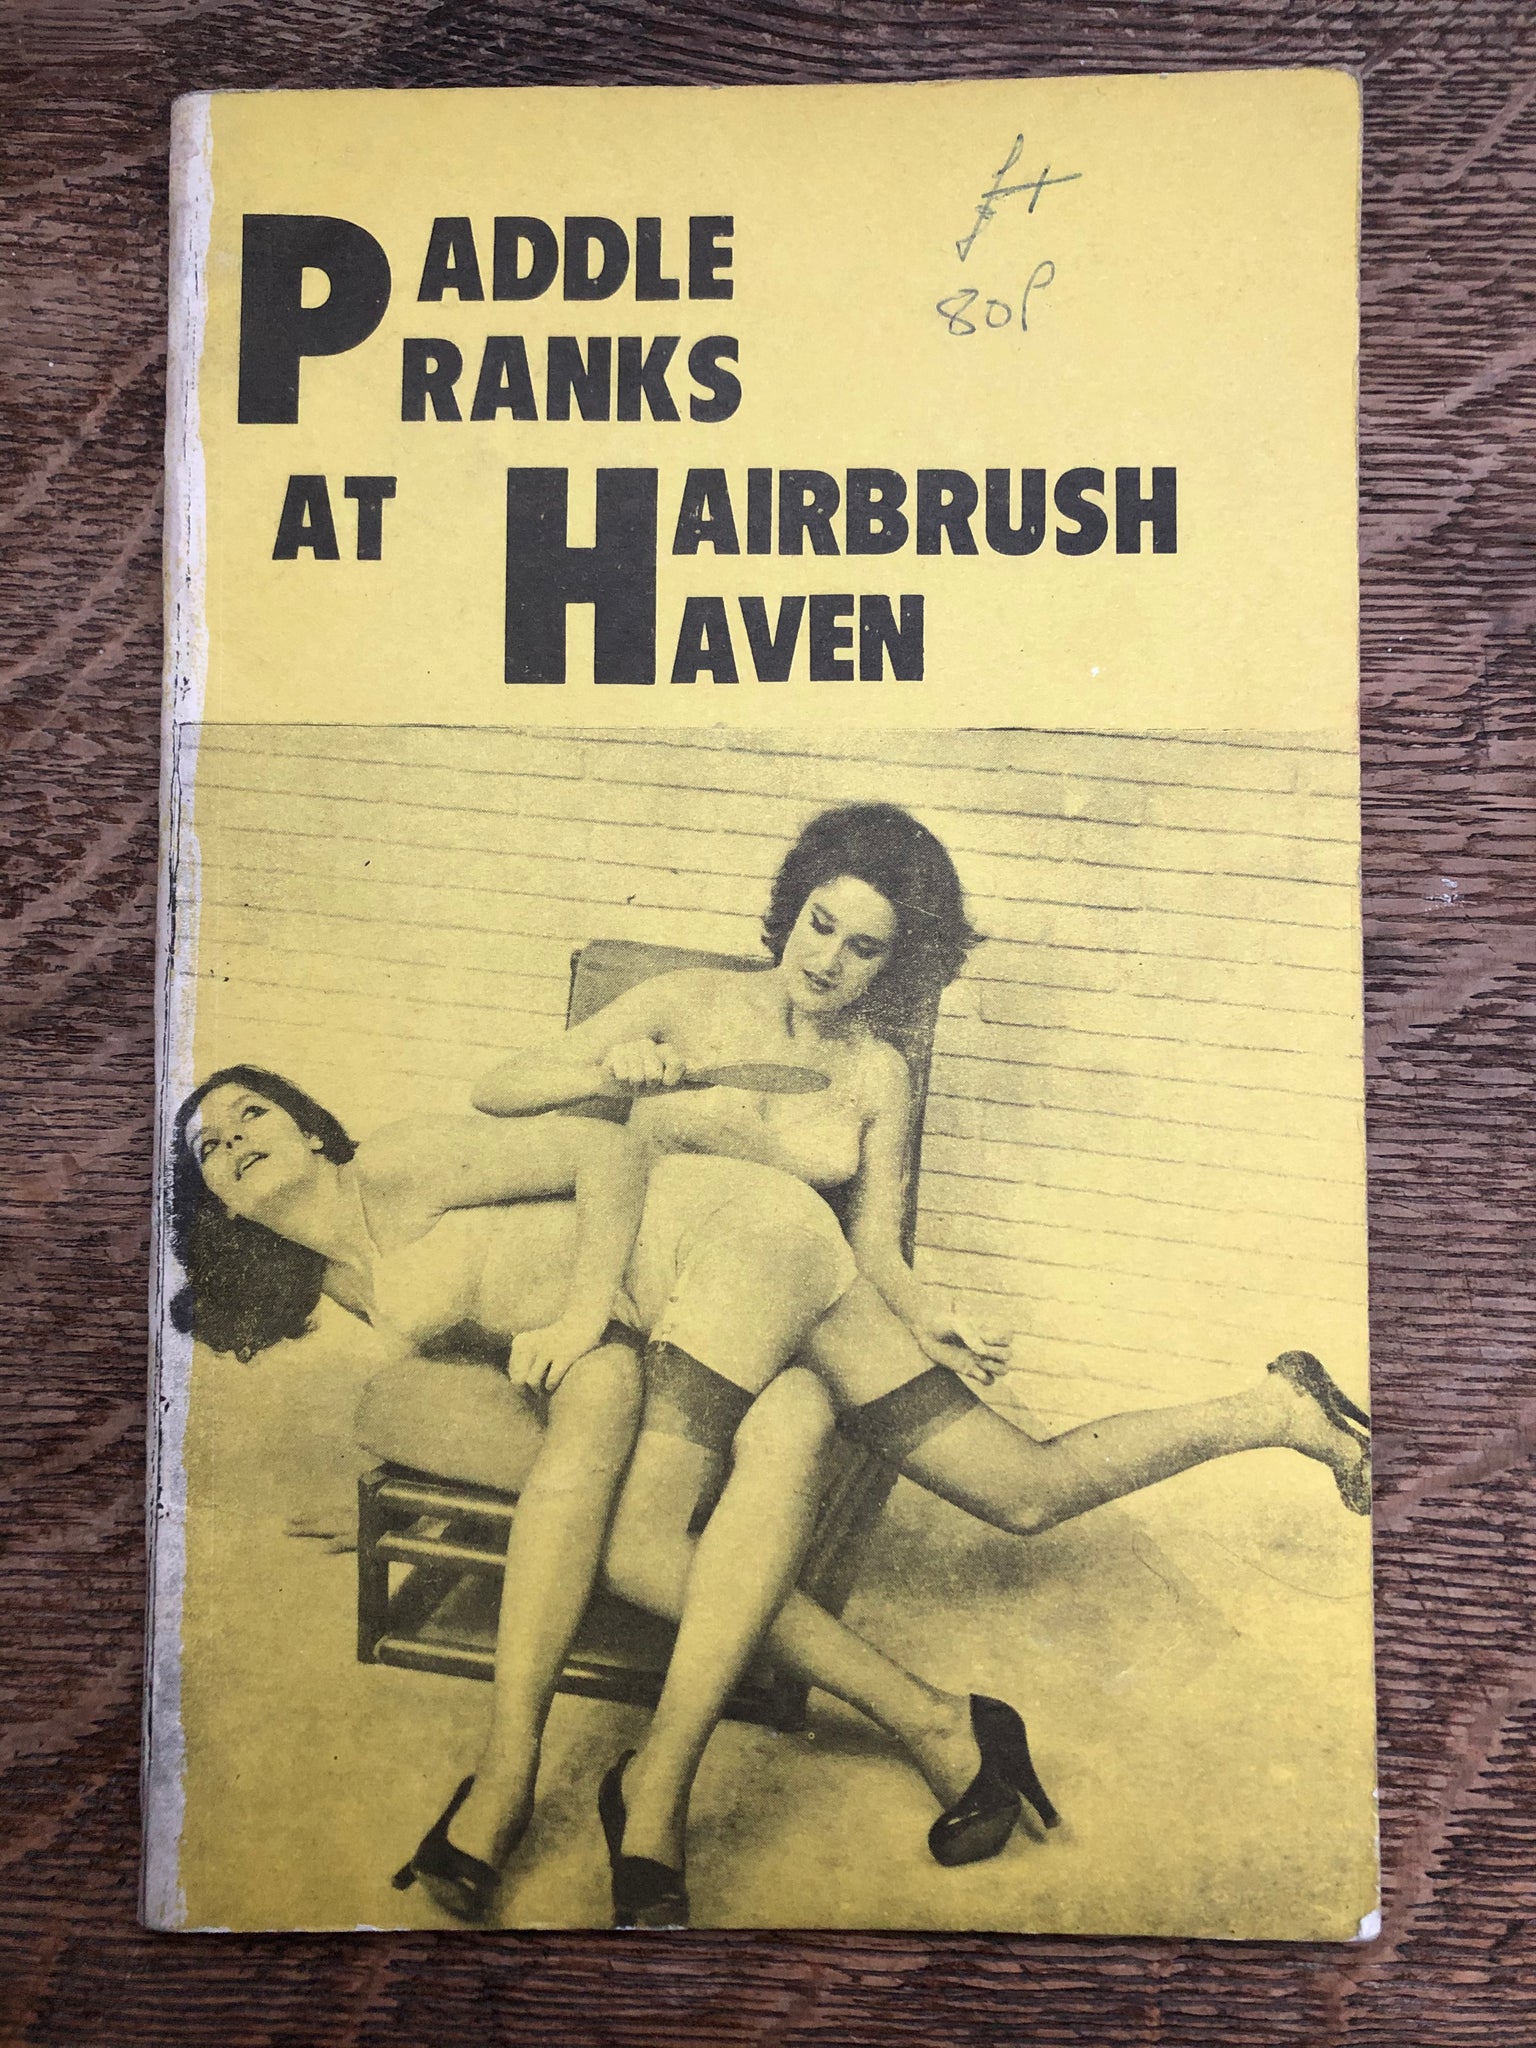 PADDLE
PRANKS
AT HAIRBRUSH
HAVEN
80P